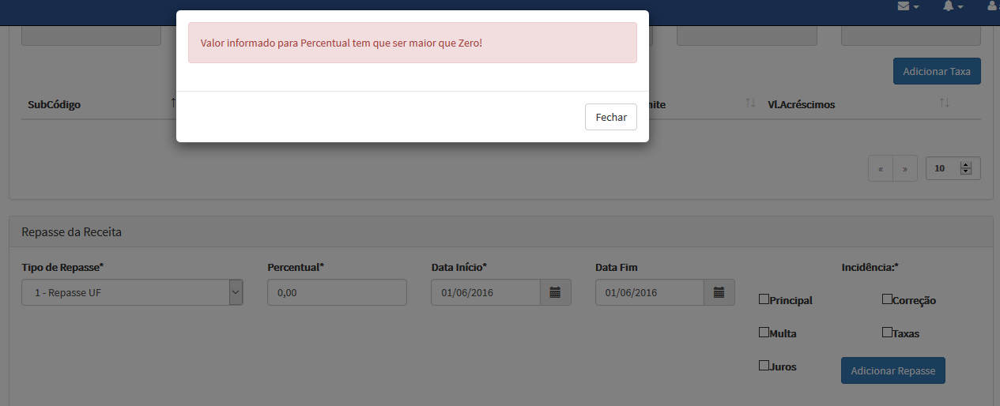 Valor informado para Percentual tem que ser maior que Zero!
Fechar
Adicionar Taxa
SubCódigo
Vl.Acréscimos
« » 10
Repasse da Receita
Tipo de Repasse* Percentual* Data Início* Data Fim Incidência:*
1 - Repasse UF 0,00 01/06/2016 01/06/2016
Principal Correção
Multa Taxas
Juros Adicionar Repasse